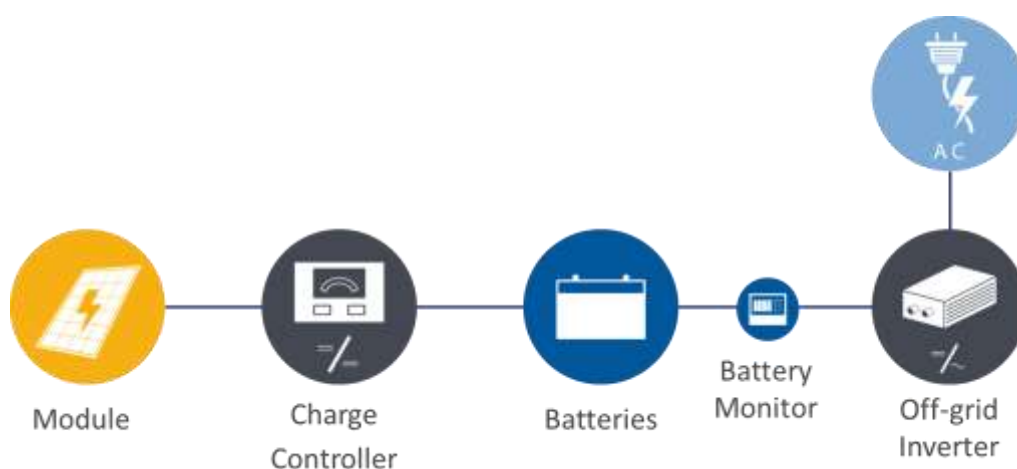 AC
Module
Charge
Controller
Batteries
Battery
Monitor
Off-grid
Inverter